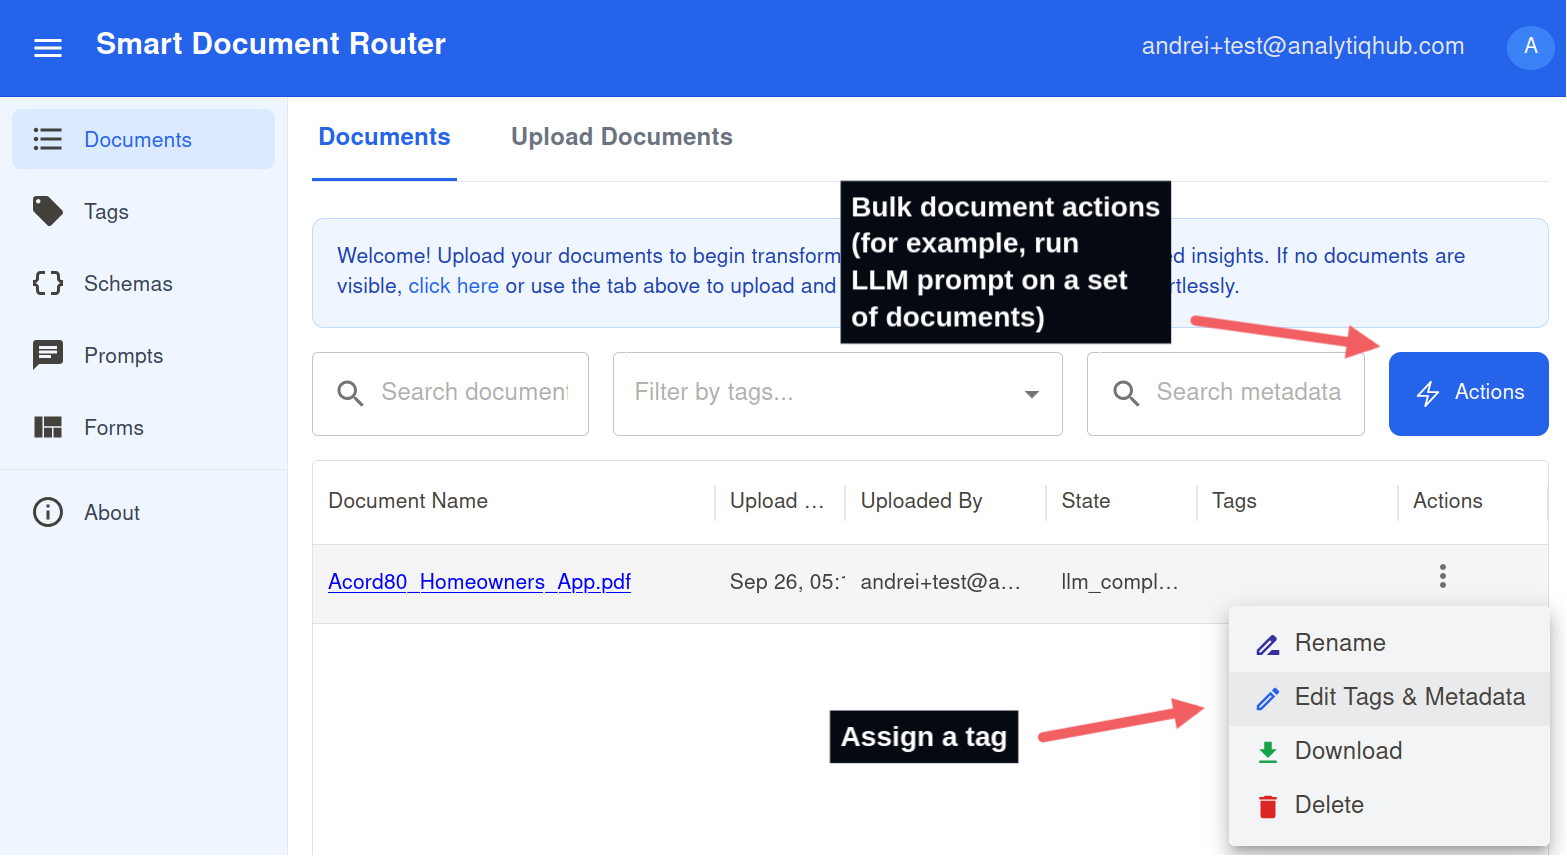 Smart Document Router
andrei+test@analytiqhub.com
A
Documents
Tags
Schemas
Prompts
Forms
About
Documents
Upload Documents
Welcome! Upload your documents to begin transform
ed insights. If no documents are
visible, click here or use the tab above to upload and
rtlessly.
Bulk document actions
(for example, run
LLM prompt on a set
of documents)
Search document
Filter by tags...
Search metadata
Actions
Document Name
Upload ...
Uploaded By
State
Tags
Actions
Acord80_Homeowners_App.pdf
Sep 26, 05:
andrei+test@a...
llm_compl...
Rename
Edit Tags & Metadata
Download
Delete
Assign a tag